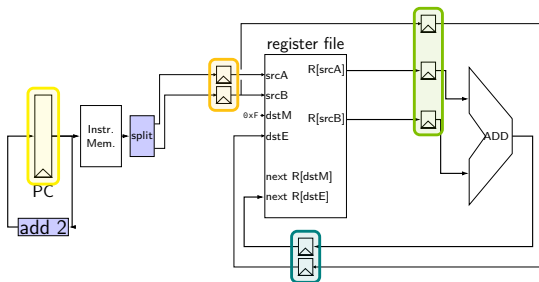 register file
srcA
srcB
0xF
dstM
dstE
R[srcA]
R[srcB]
next R[dstM]
next R[dstE]
Instr.
Mem.
split
PC
add 2
ADD